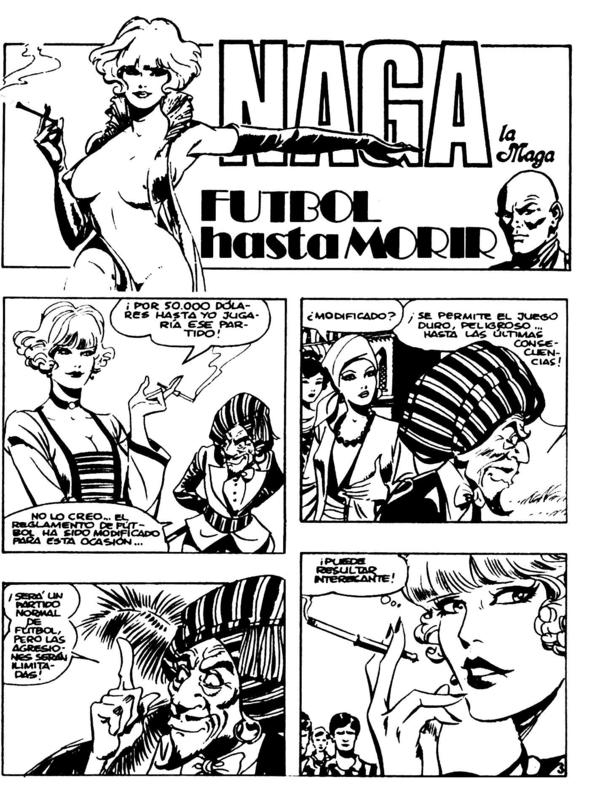 NAGA
la
Maga
FUTBOL
hasta MORIR
¡POR 50.000 DÓLA-
RES HASTA YO JUGA-
RÍA ESE PAR-
TIDO!
NO LO CREO... EL
REGLAMENTO DE FÚT-
BOL HA SIDO MODIFICADO
PARA ESTA OCASIÓN...
¿MODIFICADO?
¡SE PERMITE EL JUEGO
DURO, PELIGROSO...
HASTA LAS ÚLTIMAS
CONSE-
CUEN-
CIAS!
¡SERÁ UN
PARTIDO
NORMAL
DE
FÚTBOL,
PERO LAS
AGRESIO-
NES SERÁN
ILIMITA-
DAS!
¡PUEDE
RESULTAR
INTERESANTE!
3